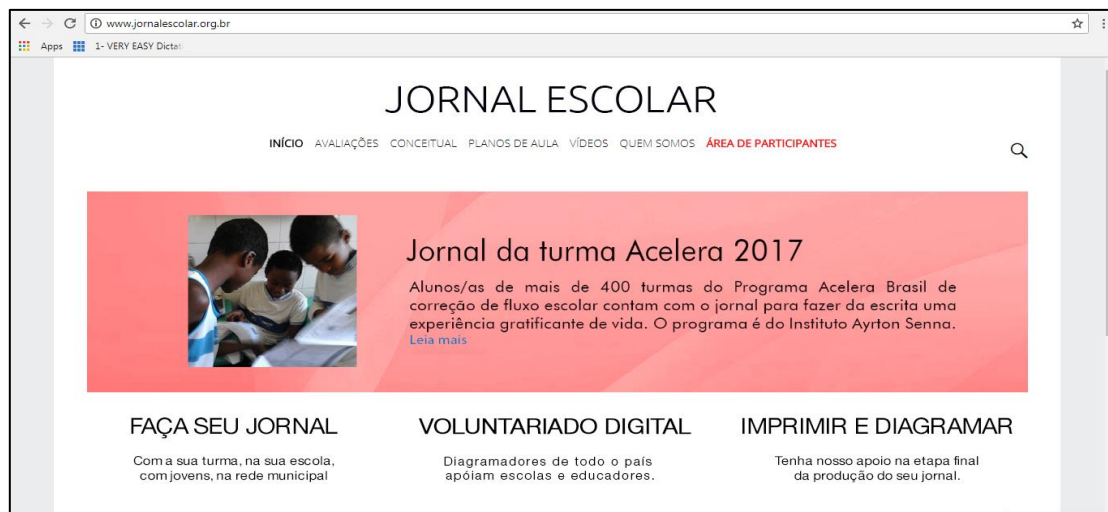 www.jornalescolar.org.br
Apps 1- VERY EASY Dictat
JORNAL ESCOLAR
INÍCIO AVALIAÇÕES CONCEITUAL PLANOS DE AULA VÍDEOS QUEM SOMOS ÁREA DE PARTICIPANTES
Jornal da turma Acelera 2017
Alunos/as de mais de 400 turmas do Programa Acelera Brasil de
correção de fluxo escolar contam com o jornal para fazer da escrita uma
experiência gratificante de vida. O programa é do Instituto Ayrton Senna.
Leia mais
FAÇA SEU JORNAL
Com a sua turma, na sua escola,
com jovens, na rede municipal
VOLUNTARIADO DIGITAL
Diagramadores de todo o país
apóiam escolas e educadores.
IMPRIMIR E DIAGRAMAR
Tenha nosso apoio na etapa final
da produção do seu jornal.